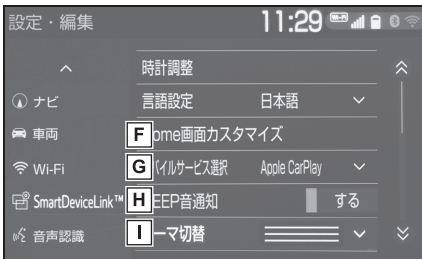 設定・編集 11:29 Wi-Fi
時計調整
ナビ 言語設定 日本語
車両 F ome画面カスタマイズ
Wi-Fi G バイルサービス選択 Apple CarPlay
SmartDeviceLink™ H EEP音通知 する
音声認識 I ーマ切替